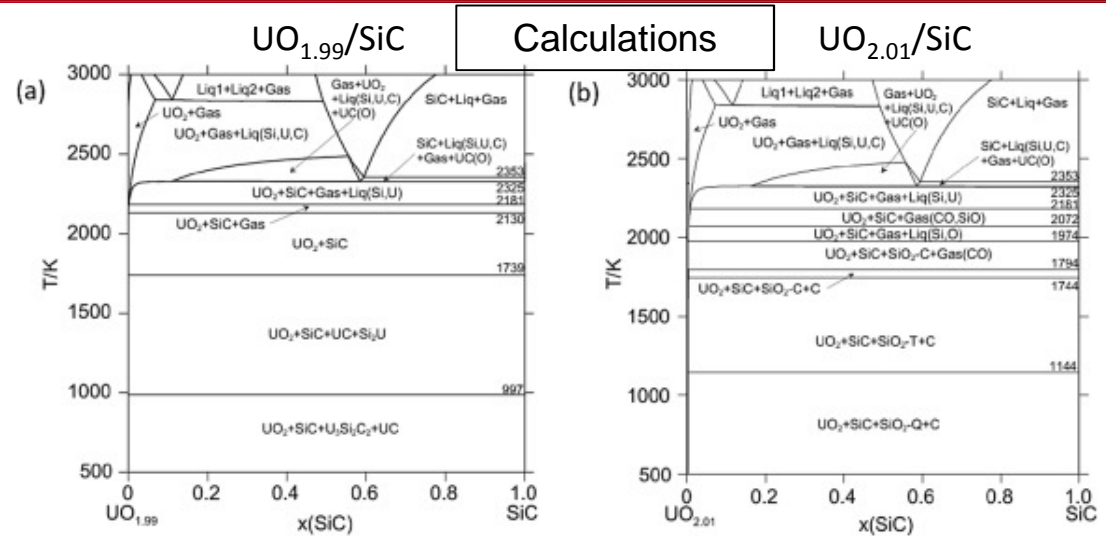 UO₁.₉₉/SiC
Calculations
UO₂.₀₁/SiC
(a)
3000
2500
2000
1500
1000
500
T/K
Liq1+Liq2+Gas
Gas+UO₂
+Liq(Si,U,C)
+UC(O)
SiC+Liq+Gas
UO₂+Gas
UO₂+Gas+Liq(Si,U,C)
SiC+Liq(Si,U,C)
+Gas+UC(O)
2353
2325
UO₂+SiC+Gas+Liq(Si,U)
2181
UO₂+SiC+Gas
2130
UO₂+SiC
1739
UO₂+SiC+UC+Si₂U
997
UO₂+SiC+U₃Si₂C₂+UC
0 0.2 0.4 0.6 0.8 1.0
UO₁.₉₉ x(SiC) SiC
(b)
3000
2500
2000
1500
1000
500
T/K
Liq1+Liq2+Gas
Gas+UO₂
+Liq(Si,U,C)
+UC(O)
SiC+Liq+Gas
UO₂+Gas
UO₂+Gas+Liq(Si,U,C)
SiC+Liq(Si,U,C)
+Gas+UC(O)
2353
2325
UO₂+SiC+Gas+Liq(Si,U)
2181
UO₂+SiC+Gas(CO,SiO)
2072
UO₂+SiC+Gas+Liq(Si,O)
1974
UO₂+SiC+SiO₂-C+Gas(CO)
1794
UO₂+SiC+SiO₂-C+C
1744
UO₂+SiC+SiO₂-T+C
1144
UO₂+SiC+SiO₂-Q+C
0 0.2 0.4 0.6 0.8 1.0
UO₂.₀₁ x(SiC) SiC